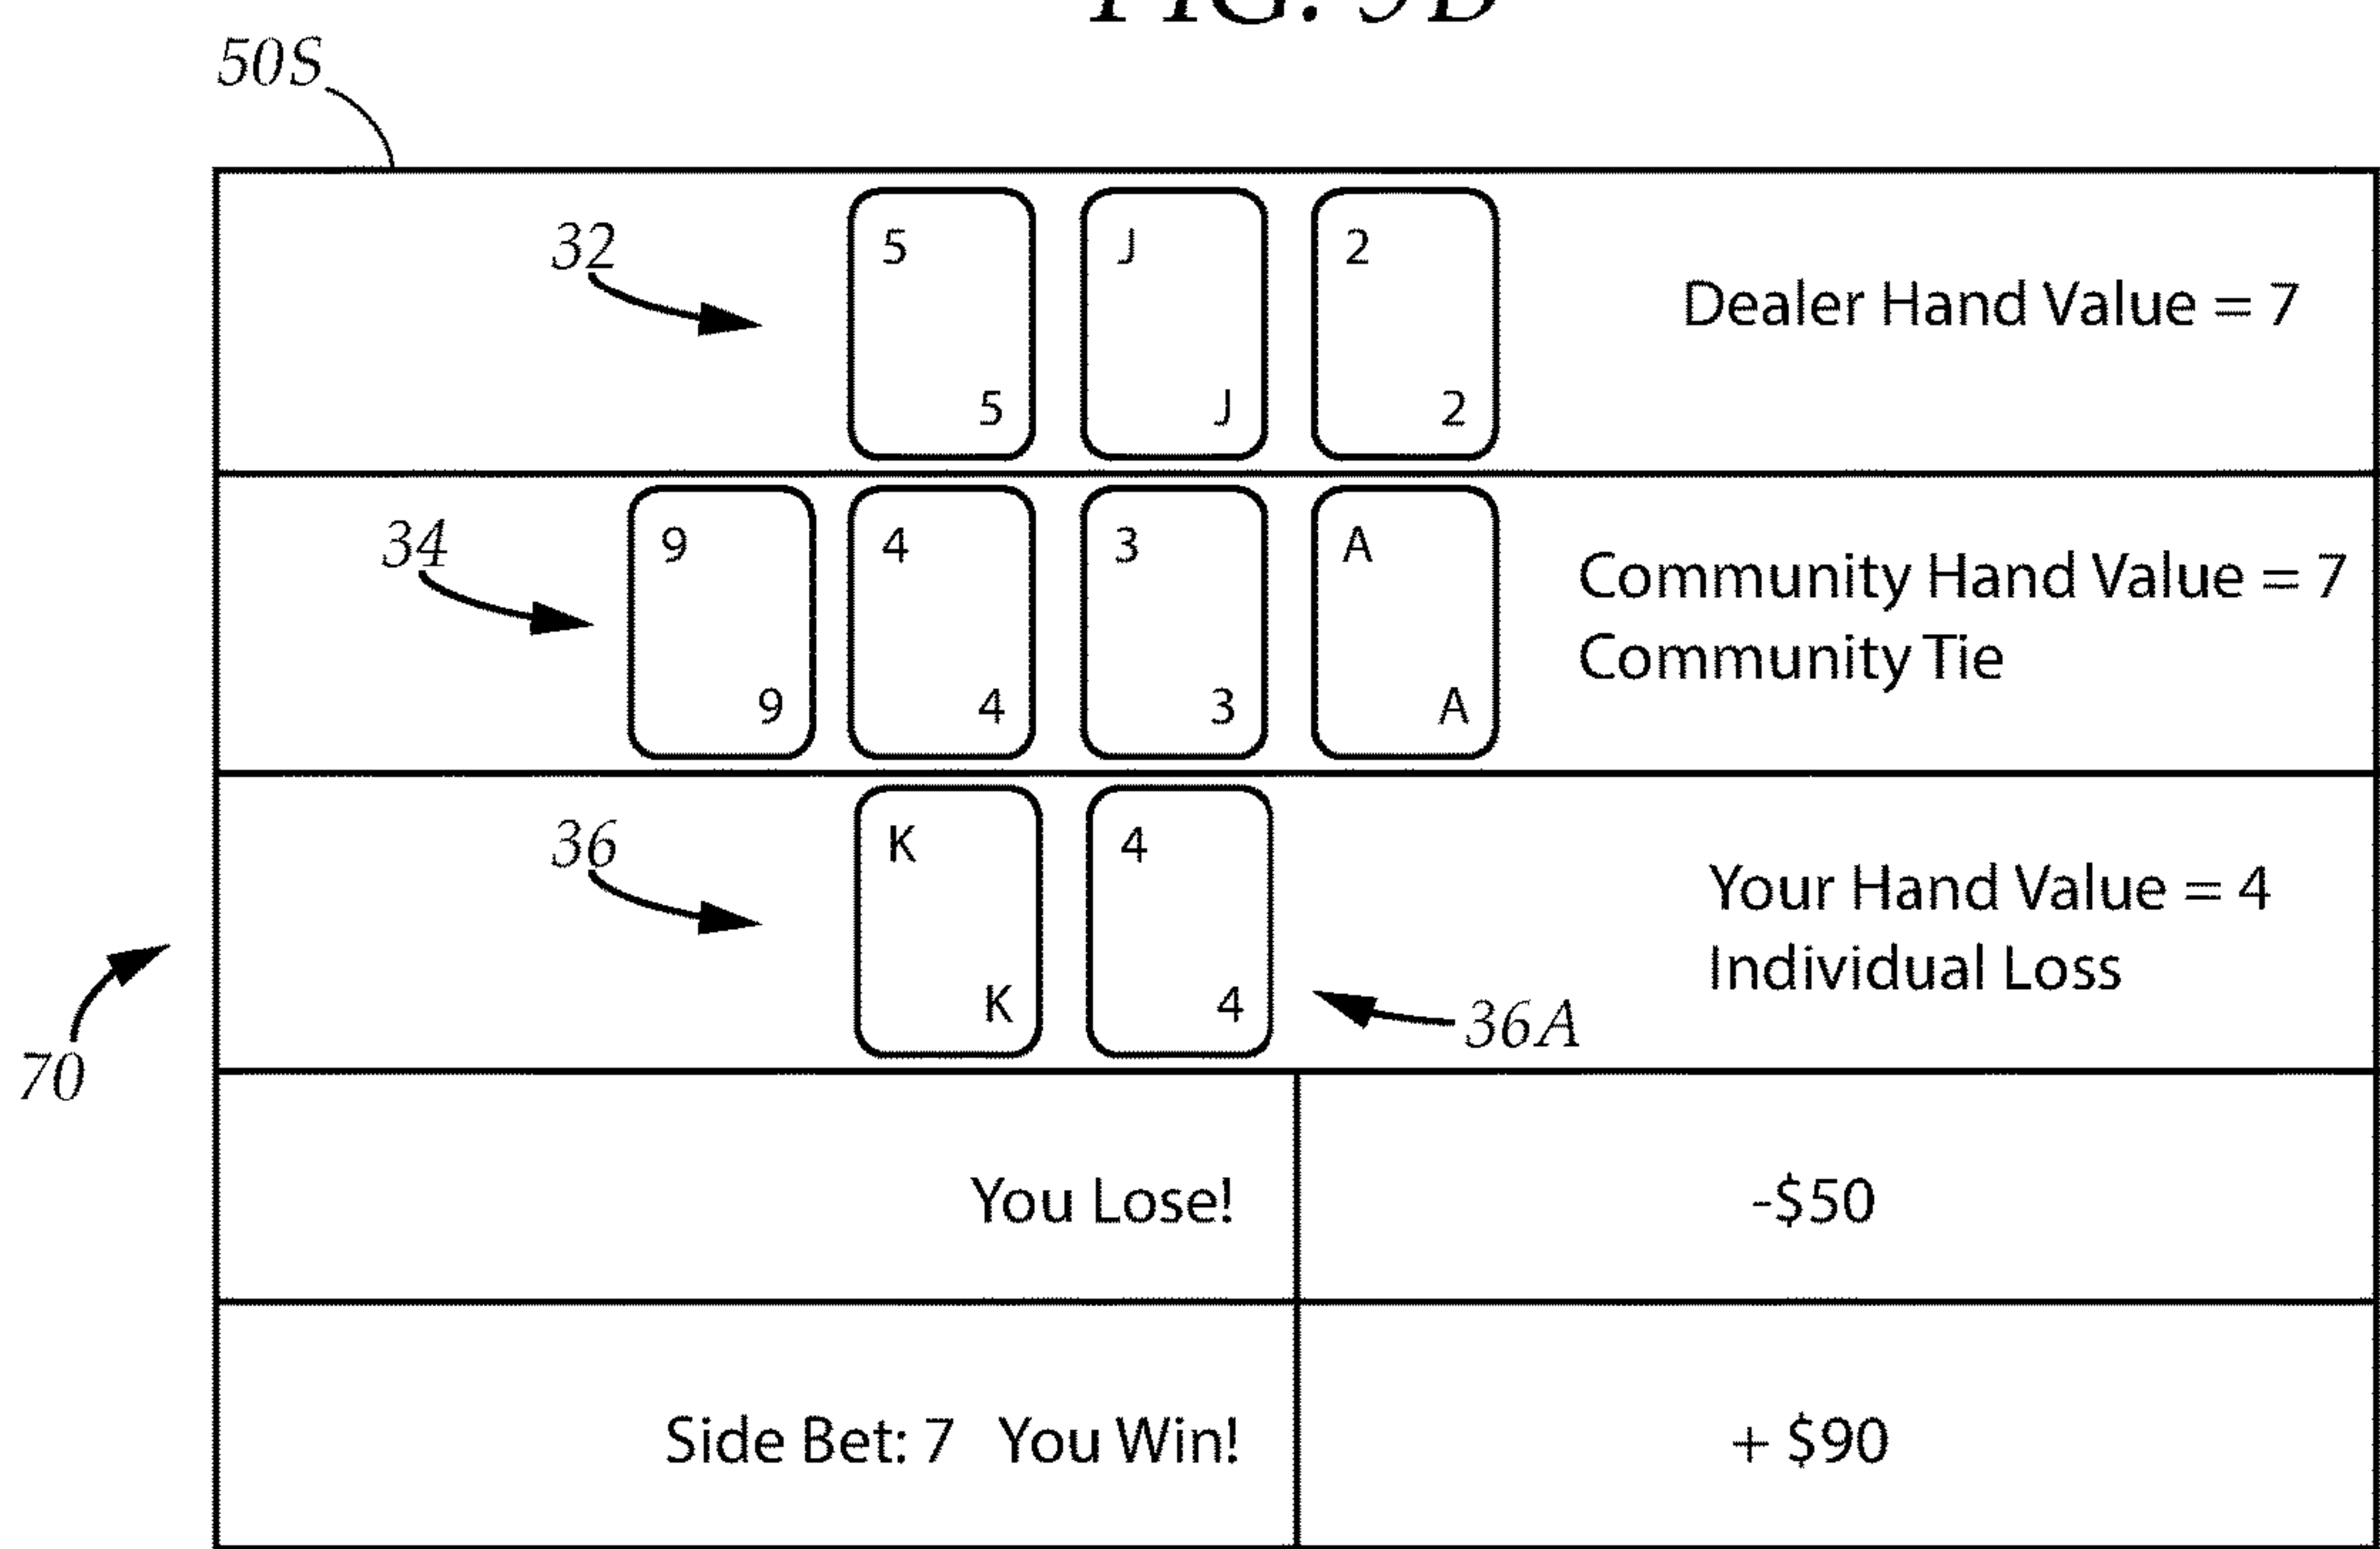 FIG. 9B
50S
32
5 J 2
Dealer Hand Value = 7
5 J 2
34
9 4 3 A
Community Hand Value = 7
Community Tie
9 4 3 A
36
K 4
Your Hand Value = 4
Individual Loss
K 4
36A
70
You Lose! -$50
Side Bet: 7 You Win! + $90